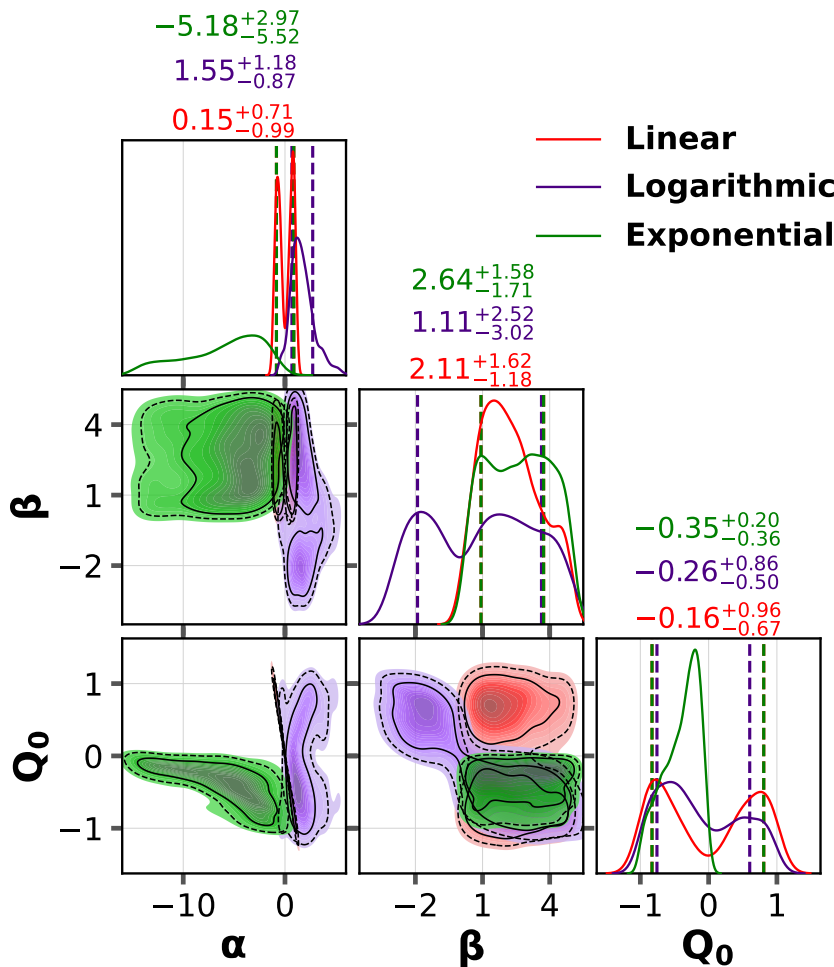 −5.18+2.97−5.52
1.55+1.18−0.87
0.15+0.71−0.99
Linear
Logarithmic
Exponential
2.64+1.58−1.71
1.11+2.52−3.02
2.11+1.62−1.18
4
1
−2
β
−0.35+0.20−0.36
−0.26+0.86−0.50
−0.16+0.96−0.67
1
0
−1
Q0
−10 0
1 4
−1 0 1
α
β
Q0